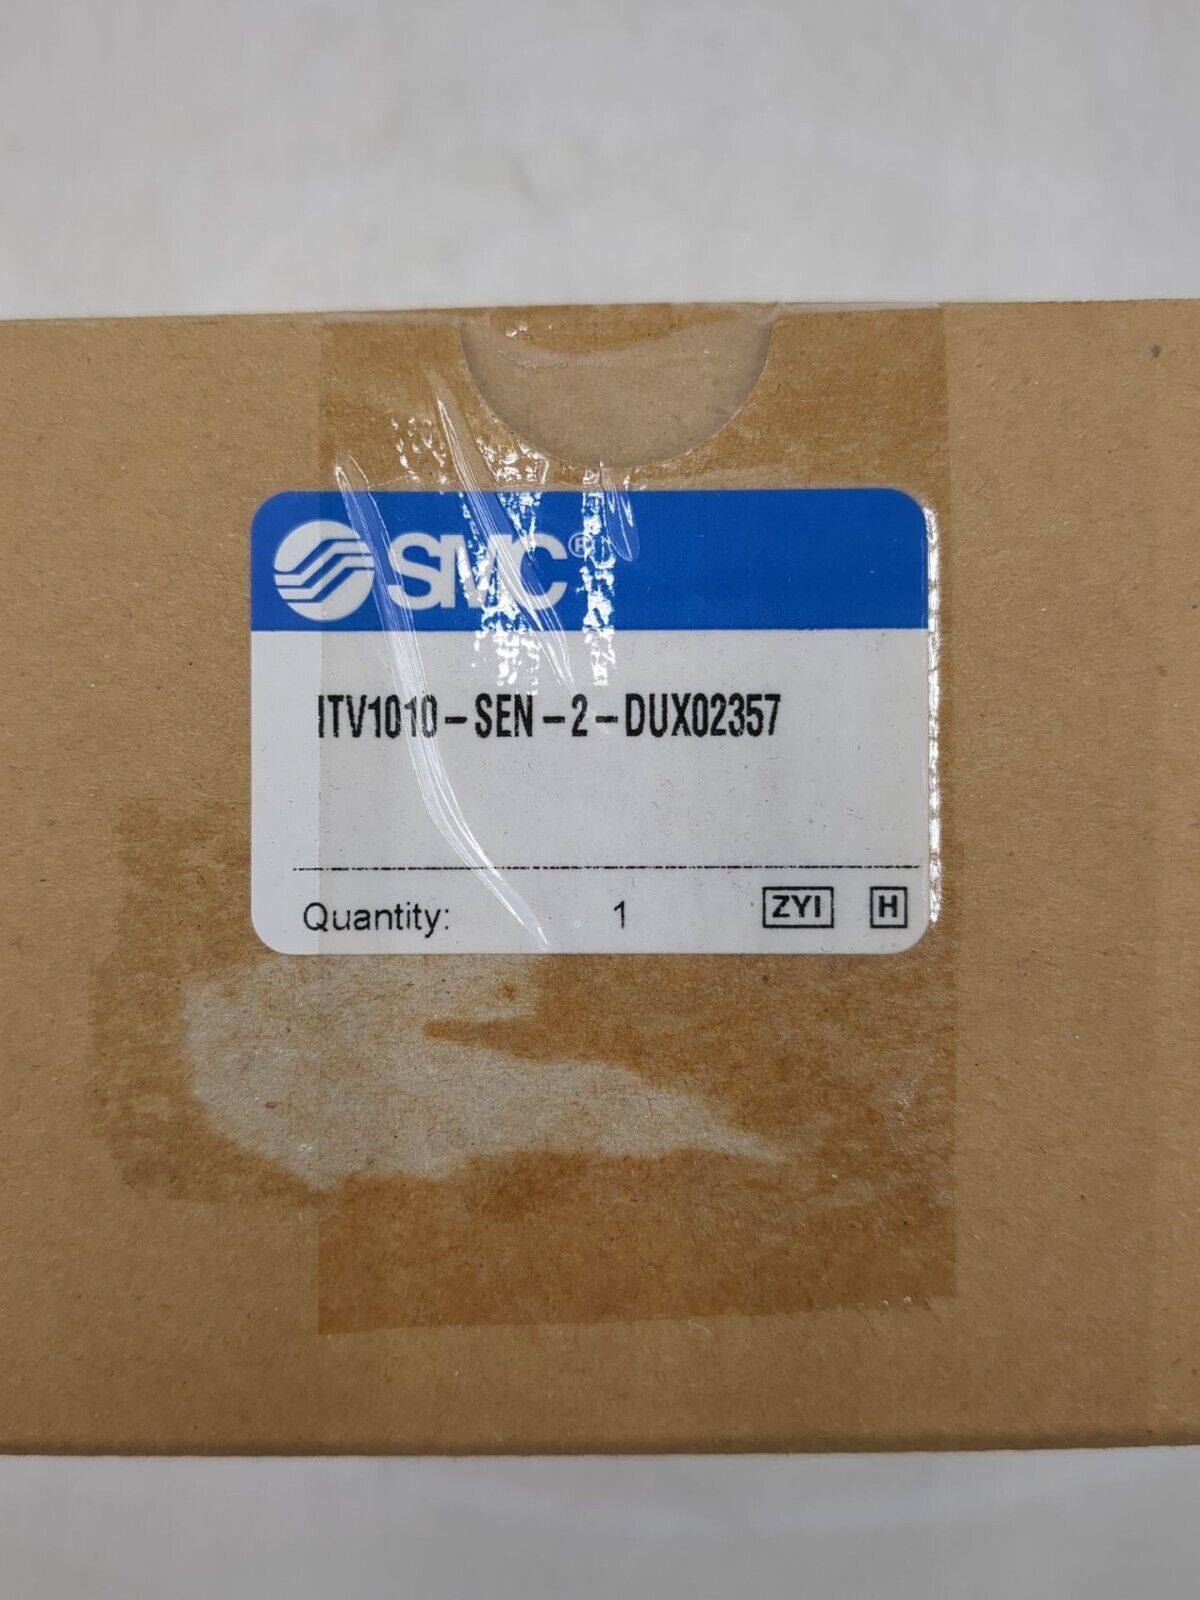 SMC®
ITV1010-SEN-2-DUX02357
Quantity: 1 ZYI H